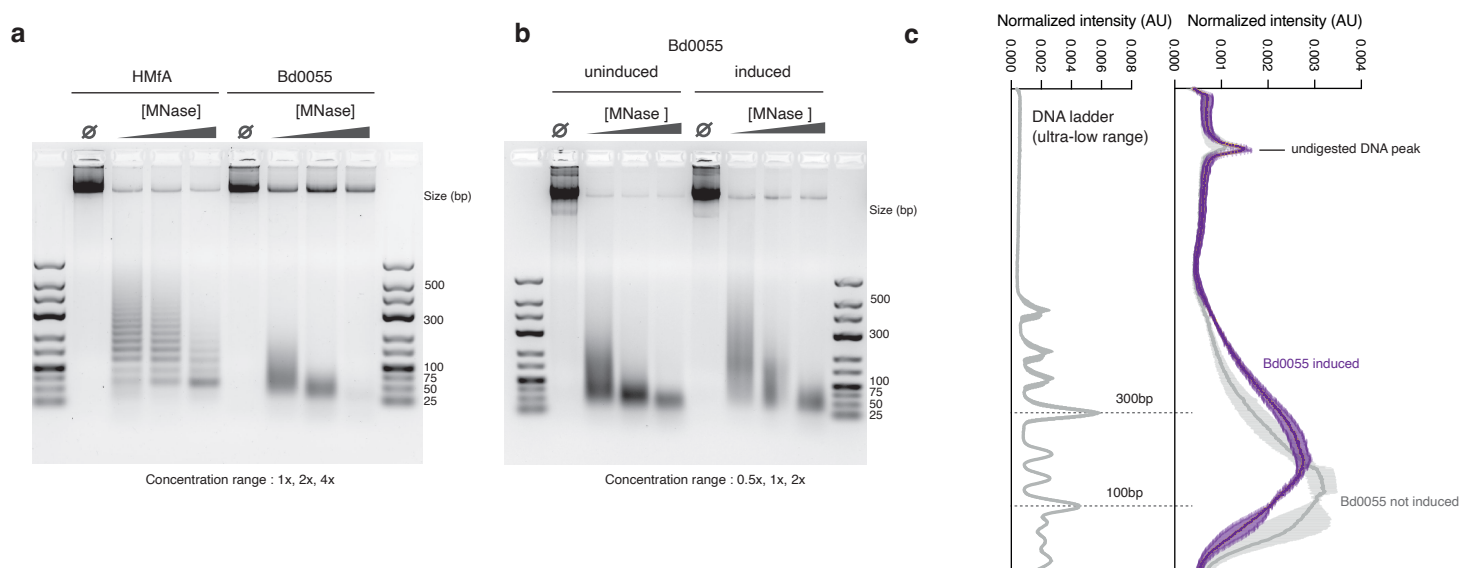 a
HMfA
Bd0055
Ø
[MNase]
Ø
[MNase]
Size (bp)
500
300
100
75
50
25
Concentration range : 1x, 2x, 4x
b
Bd0055
uninduced
induced
Ø
[MNase ]
Ø
[MNase ]
Size (bp)
500
300
100
75
50
25
Concentration range : 0.5x, 1x, 2x
c
Normalized intensity (AU)
0.000
0.002
0.004
0.006
0.008
DNA ladder
(ultra-low range)
300bp
100bp
Normalized intensity (AU)
0.000
0.001
0.002
0.003
0.004
undigested DNA peak
Bd0055 induced
Bd0055 not induced